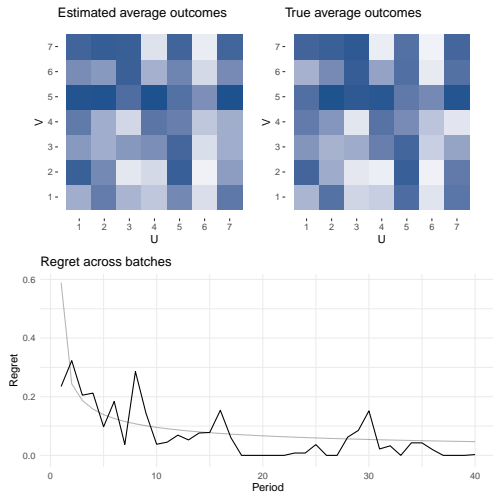 Estimated average outcomes
True average outcomes
7
6
5
4
3
2
1
V
1 2 3 4 5 6 7
U
7
6
5
4
3
2
1
V
1 2 3 4 5 6 7
U
Regret across batches
0.6
0.4
0.2
0.0
Regret
0 10 20 30 40
Period